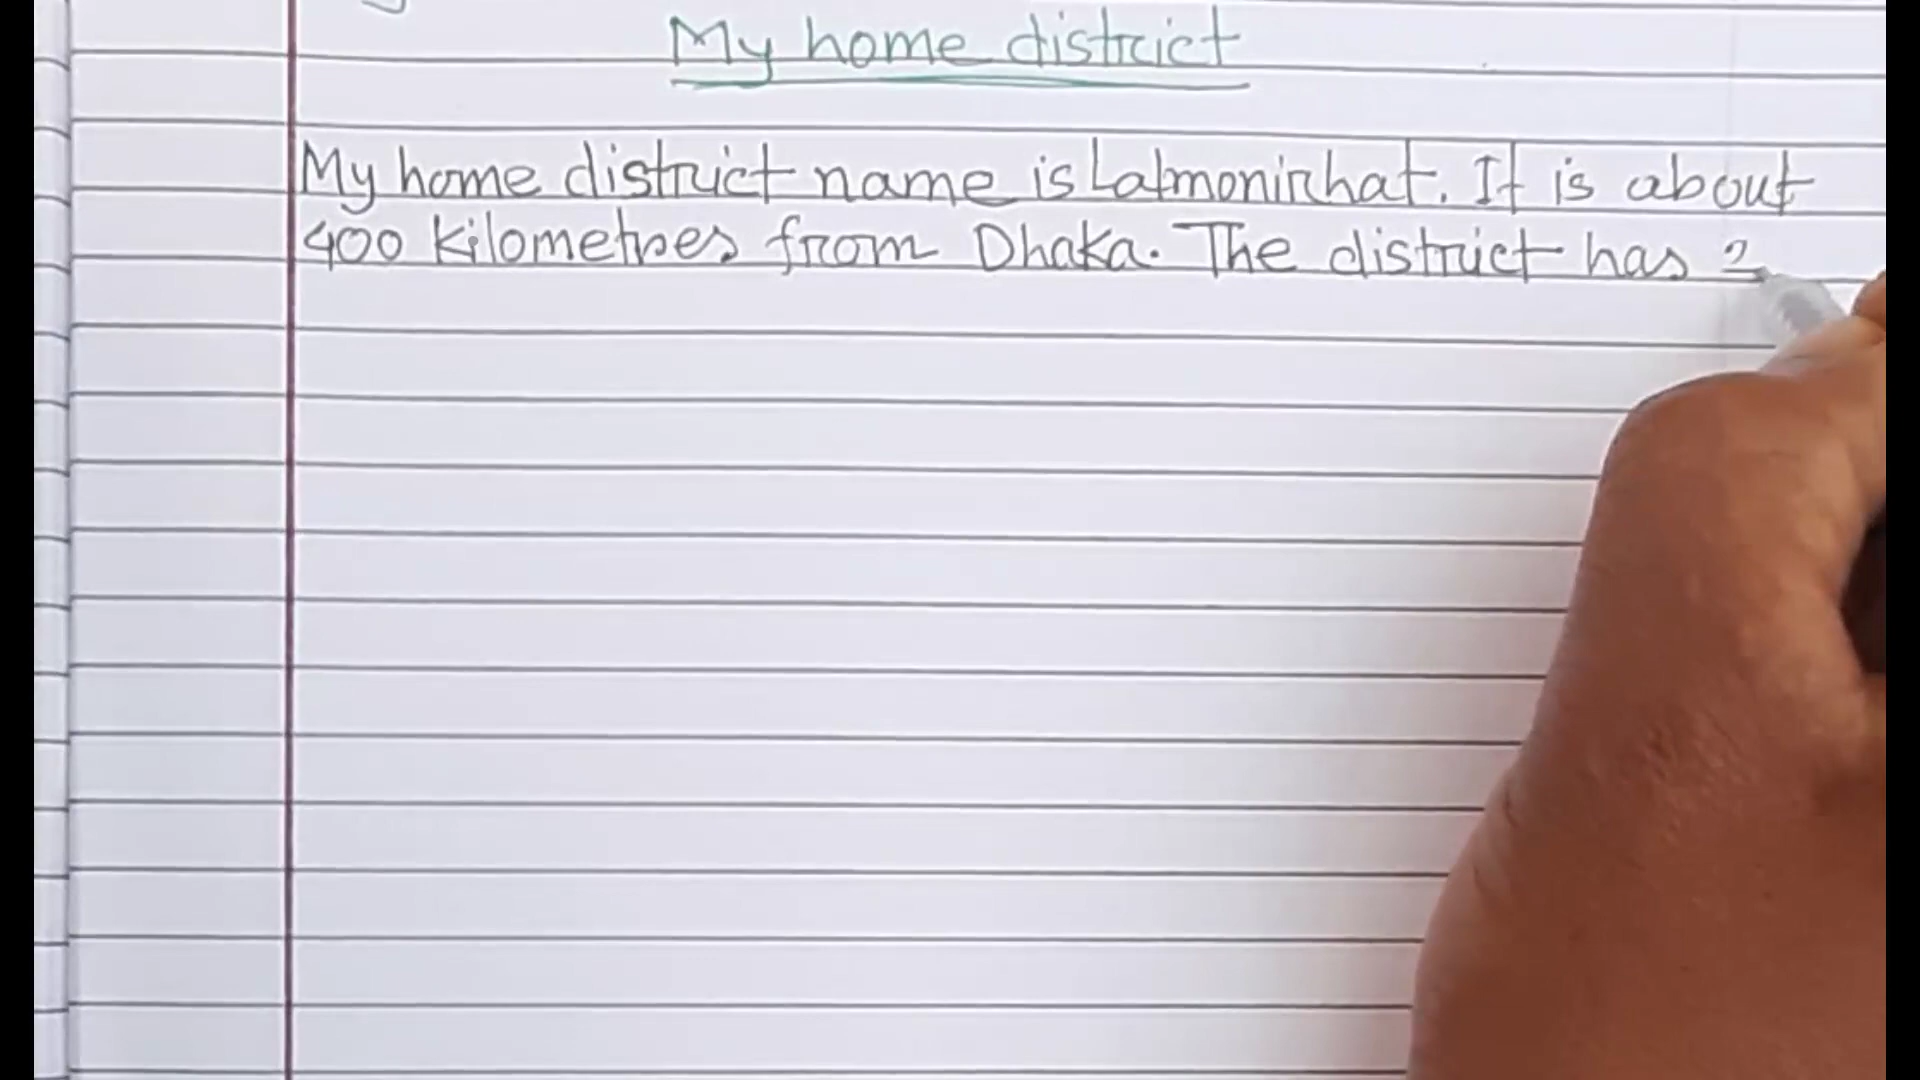 My home district
My home district name is Lalmonirhat. It is about
400 kilometres from Dhaka. The district has 2